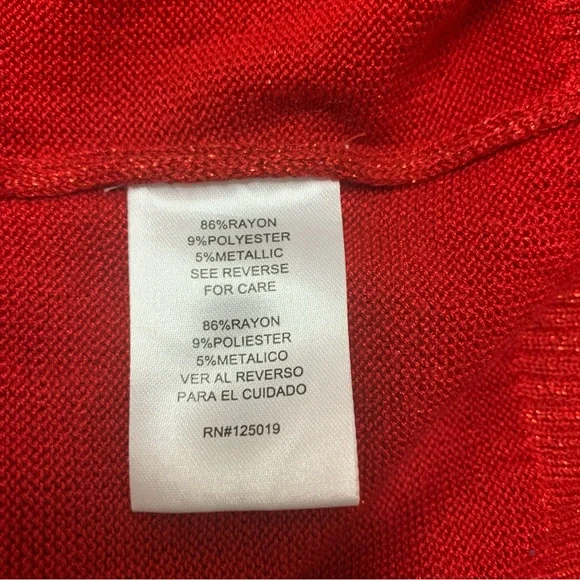 86%RAYON
9%POLYESTER
5%METALLIC
SEE REVERSE
FOR CARE
86%RAYON
9%POLIESTER
5%METALICO
VER AL REVERSO
PARA EL CUIDADO
RN#125019